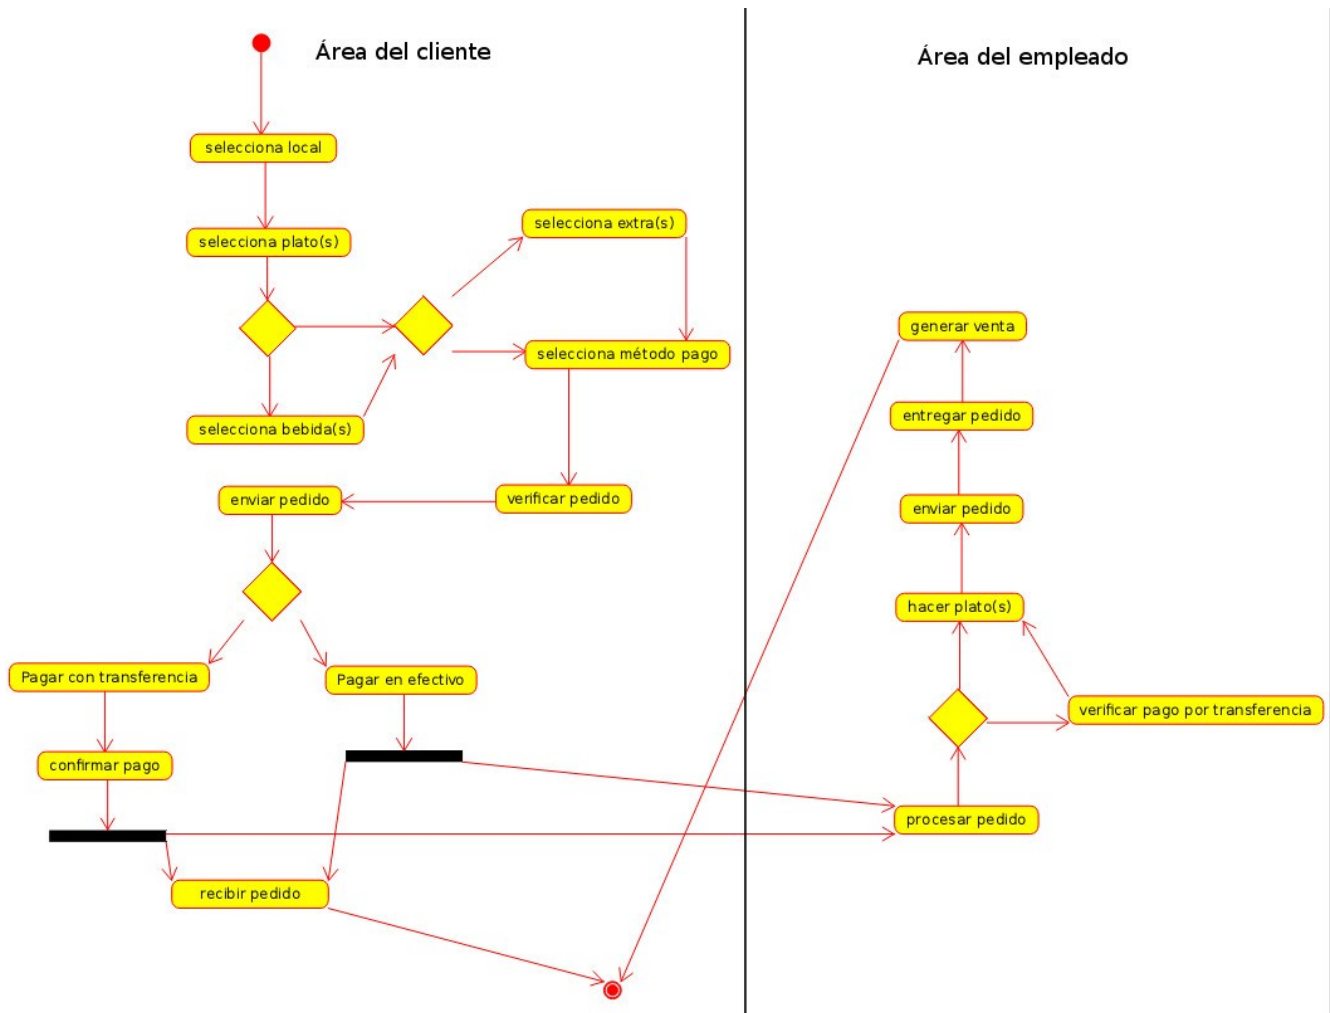 Área del cliente
selecciona local
selecciona plato(s)
selecciona extra(s)
selecciona método pago
selecciona bebida(s)
verificar pedido
enviar pedido
Pagar con transferencia
Pagar en efectivo
confirmar pago
recibir pedido
Área del empleado
generar venta
entregar pedido
enviar pedido
hacer plato(s)
verificar pago por transferencia
procesar pedido